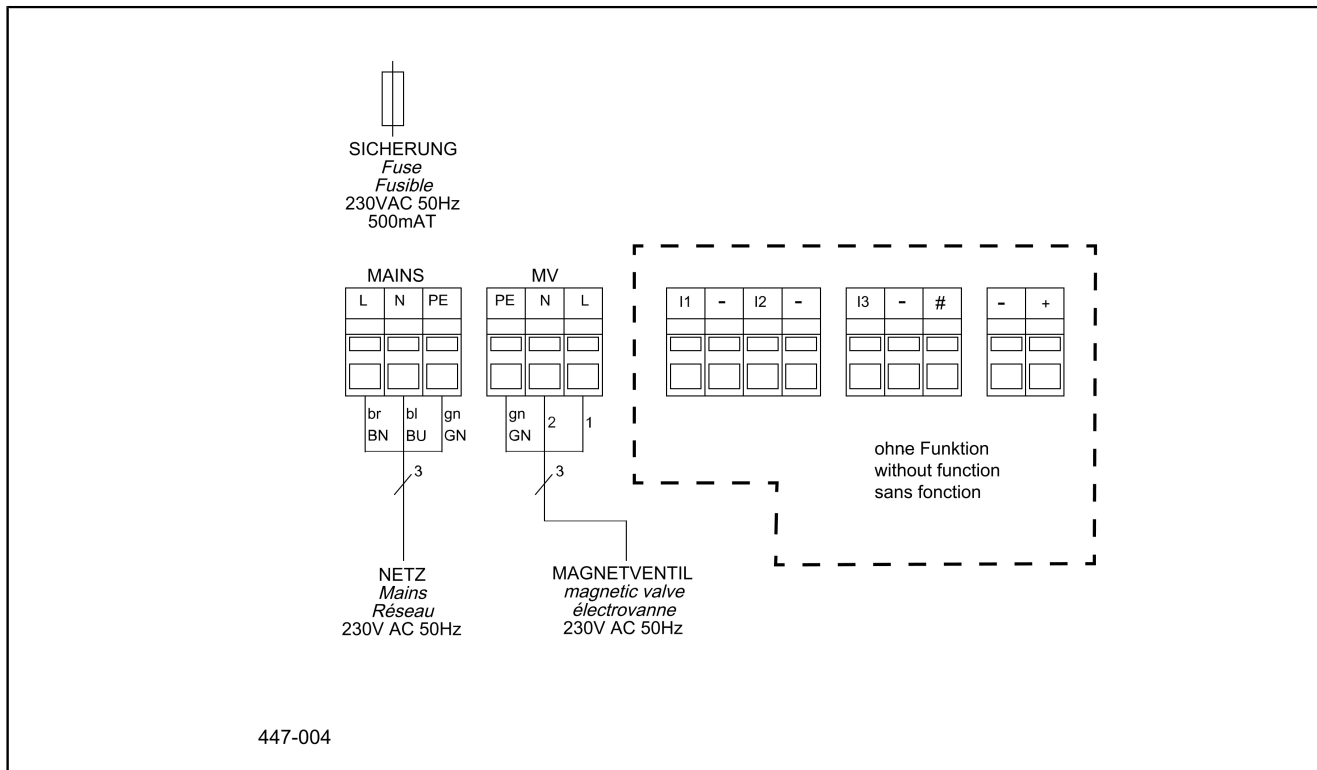 SICHERUNG
Fuse
Fusible
230VAC 50Hz
500mAT
MAINS
L N PE
br bl gn
BN BU GN
3
NETZ
Mains
Réseau
230V AC 50Hz
MV
PE N L
gn
GN 2 1
3
MAGNETVENTIL
magnetic valve
électrovanne
230V AC 50Hz
I1 - I2 -
I3 - #
- +
ohne Funktion
without function
sans fonction
447-004